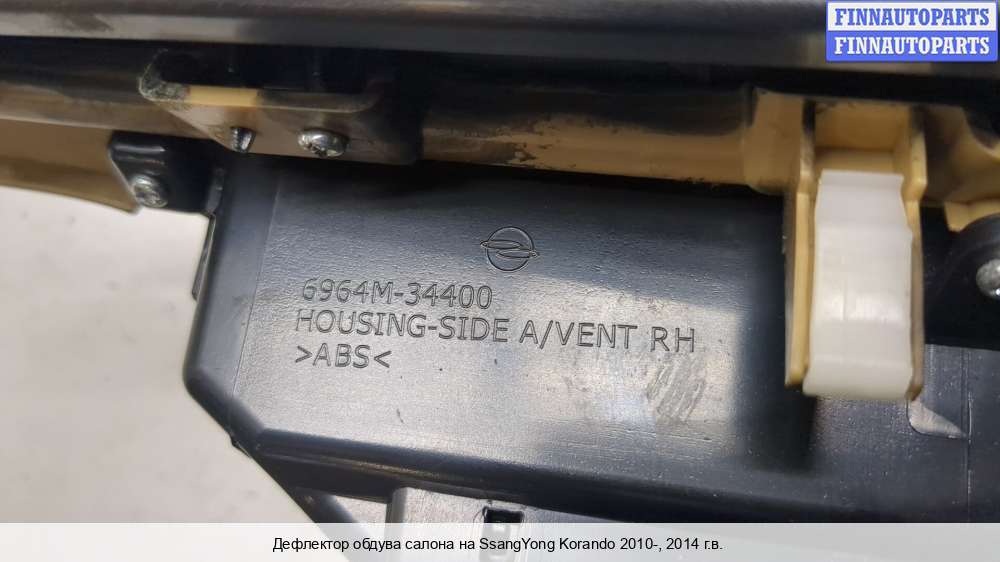 FINNAUTOPARTS
FINNAUTOPARTS
6964M-34400
HOUSING-SIDE A/VENT RH
>ABS<
Дефлектор обдува салона на SsangYong Korando 2010-, 2014 г.в.